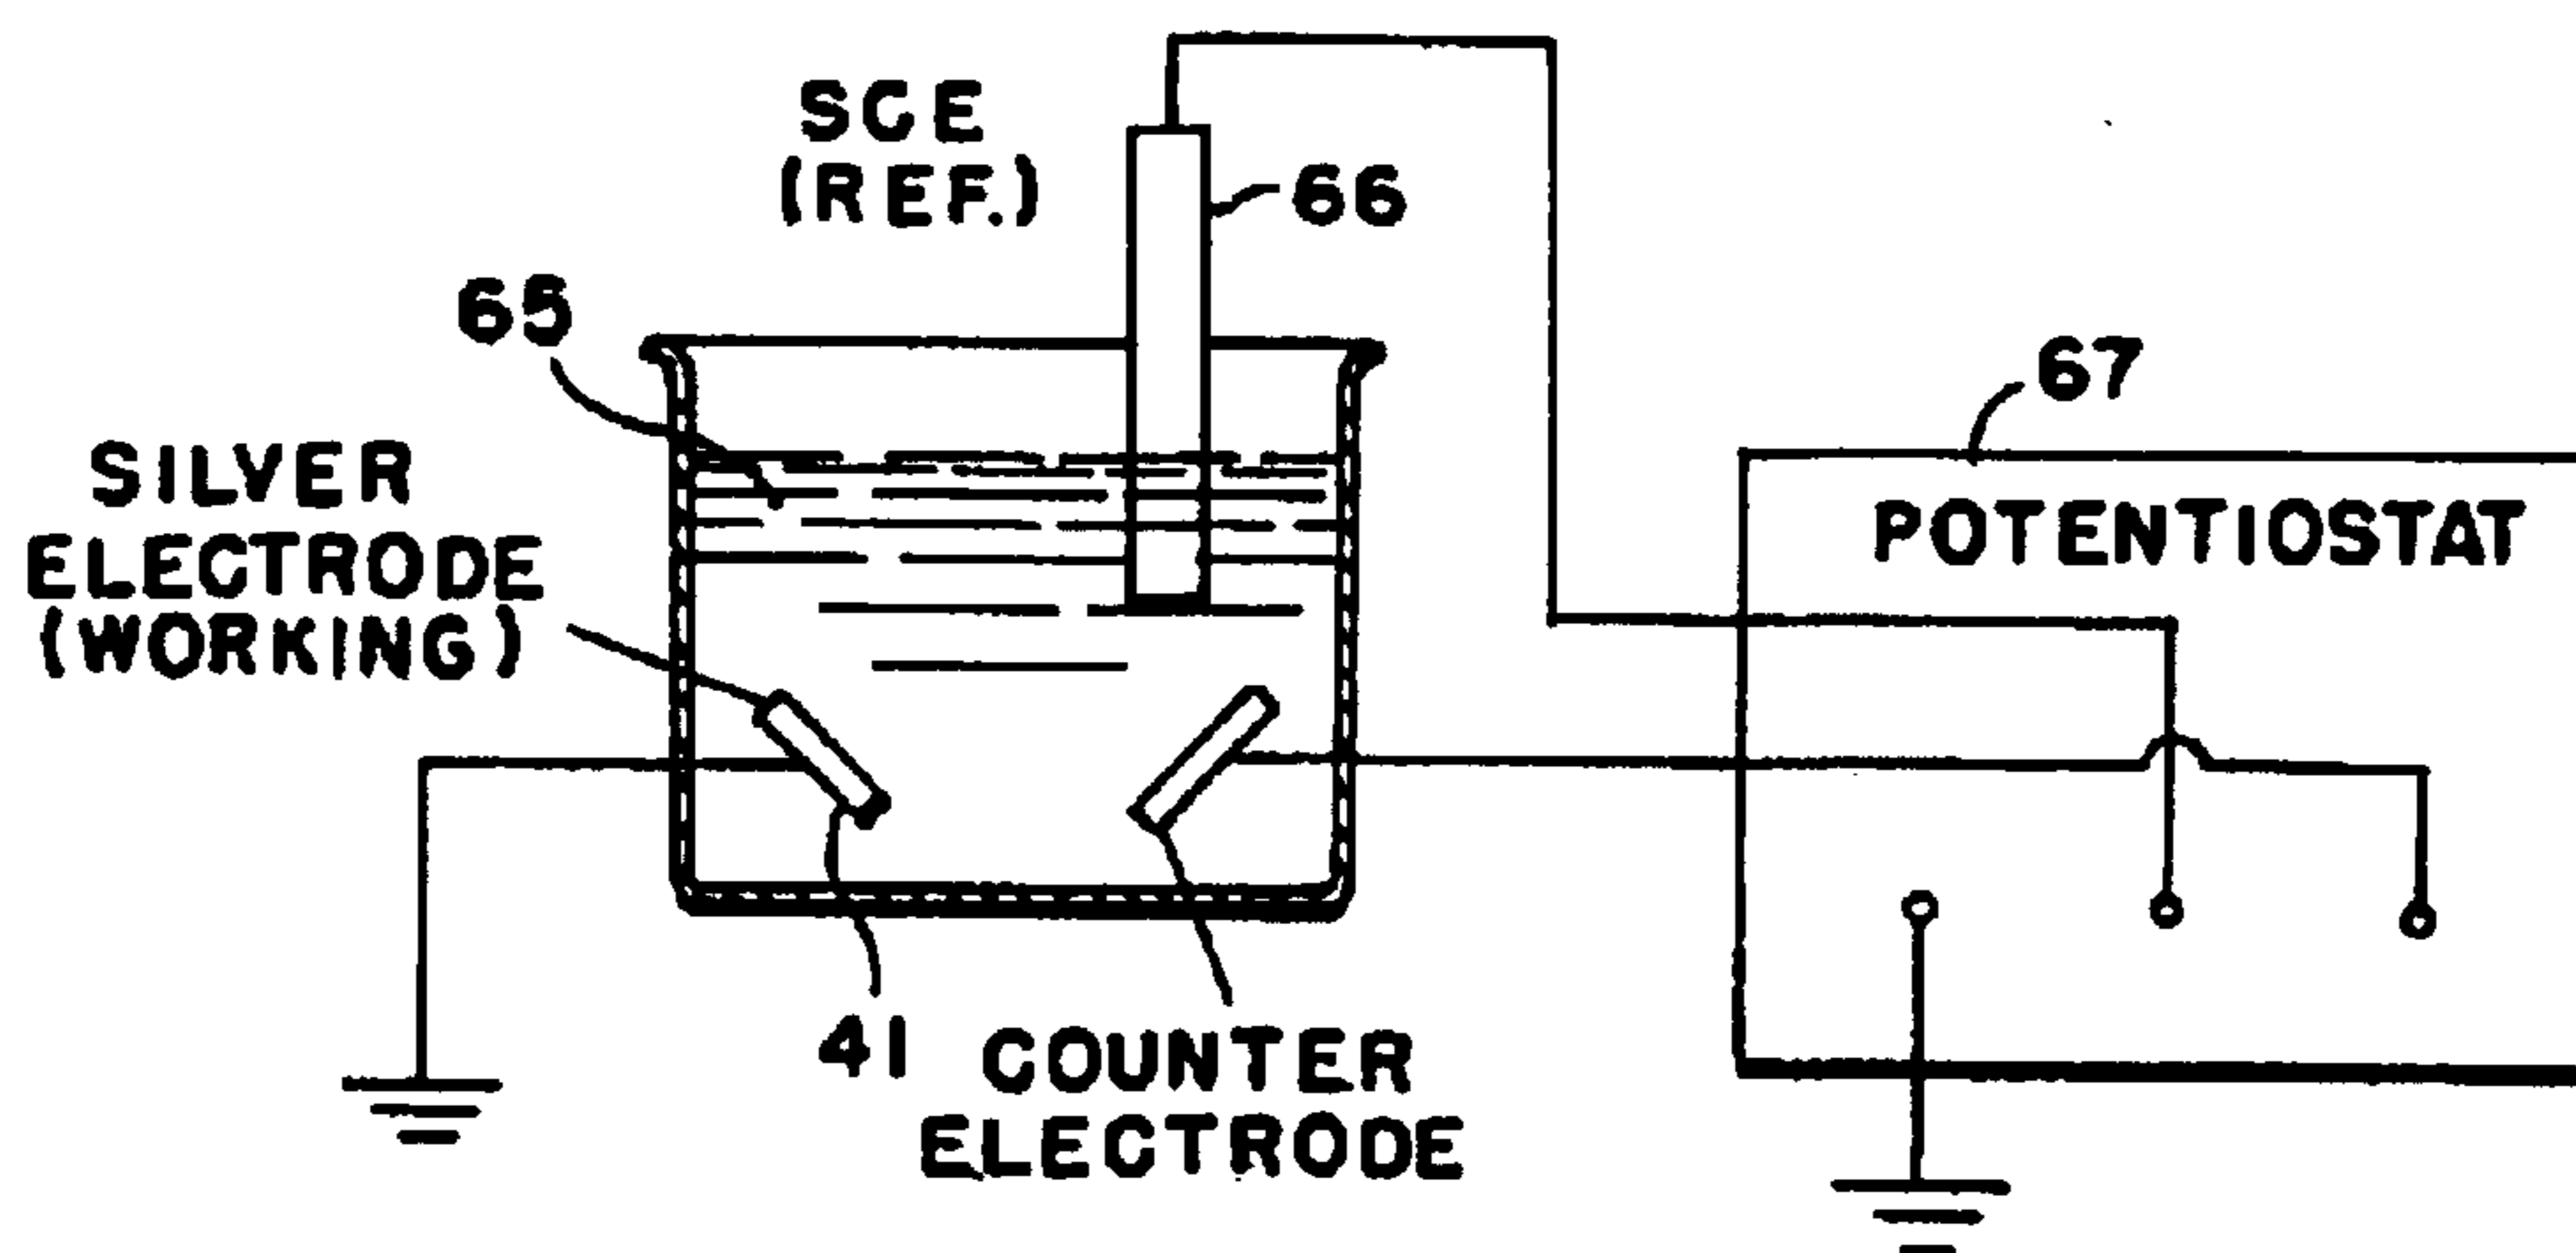 SCE
(REF.)
66
65
67
SILVER
ELECTRODE
(WORKING)
POTENTIOSTAT
41
COUNTER
ELECTRODE